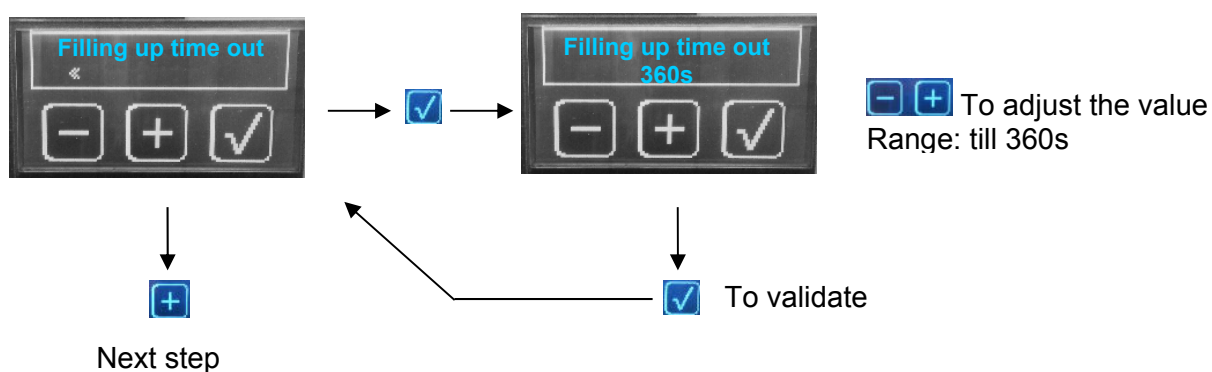 Filling up time out
«
Filling up time out
360s
To adjust the value
Range: till 360s
To validate
Next step